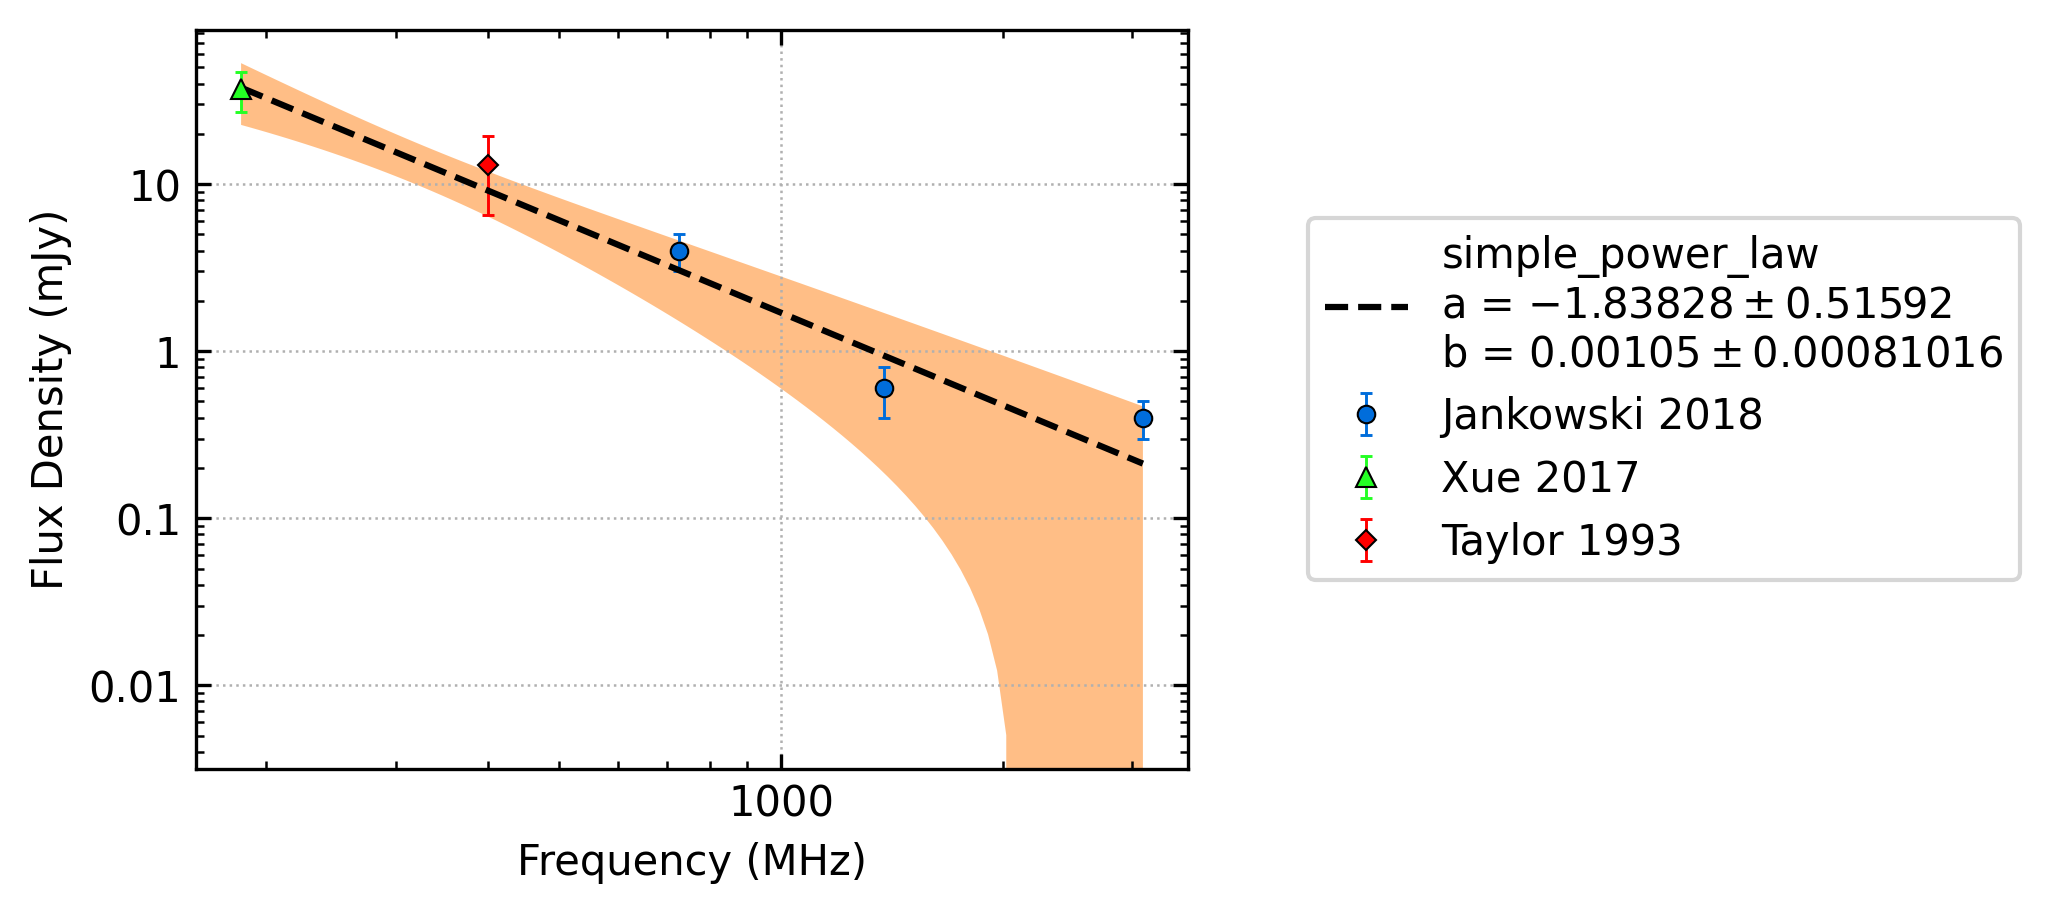 10
1
0.1
0.01
Flux Density (mJy)
1000
Frequency (MHz)
simple_power_law
a = −1.83828 ± 0.51592
b = 0.00105 ± 0.00081016
Jankowski 2018
Xue 2017
Taylor 1993